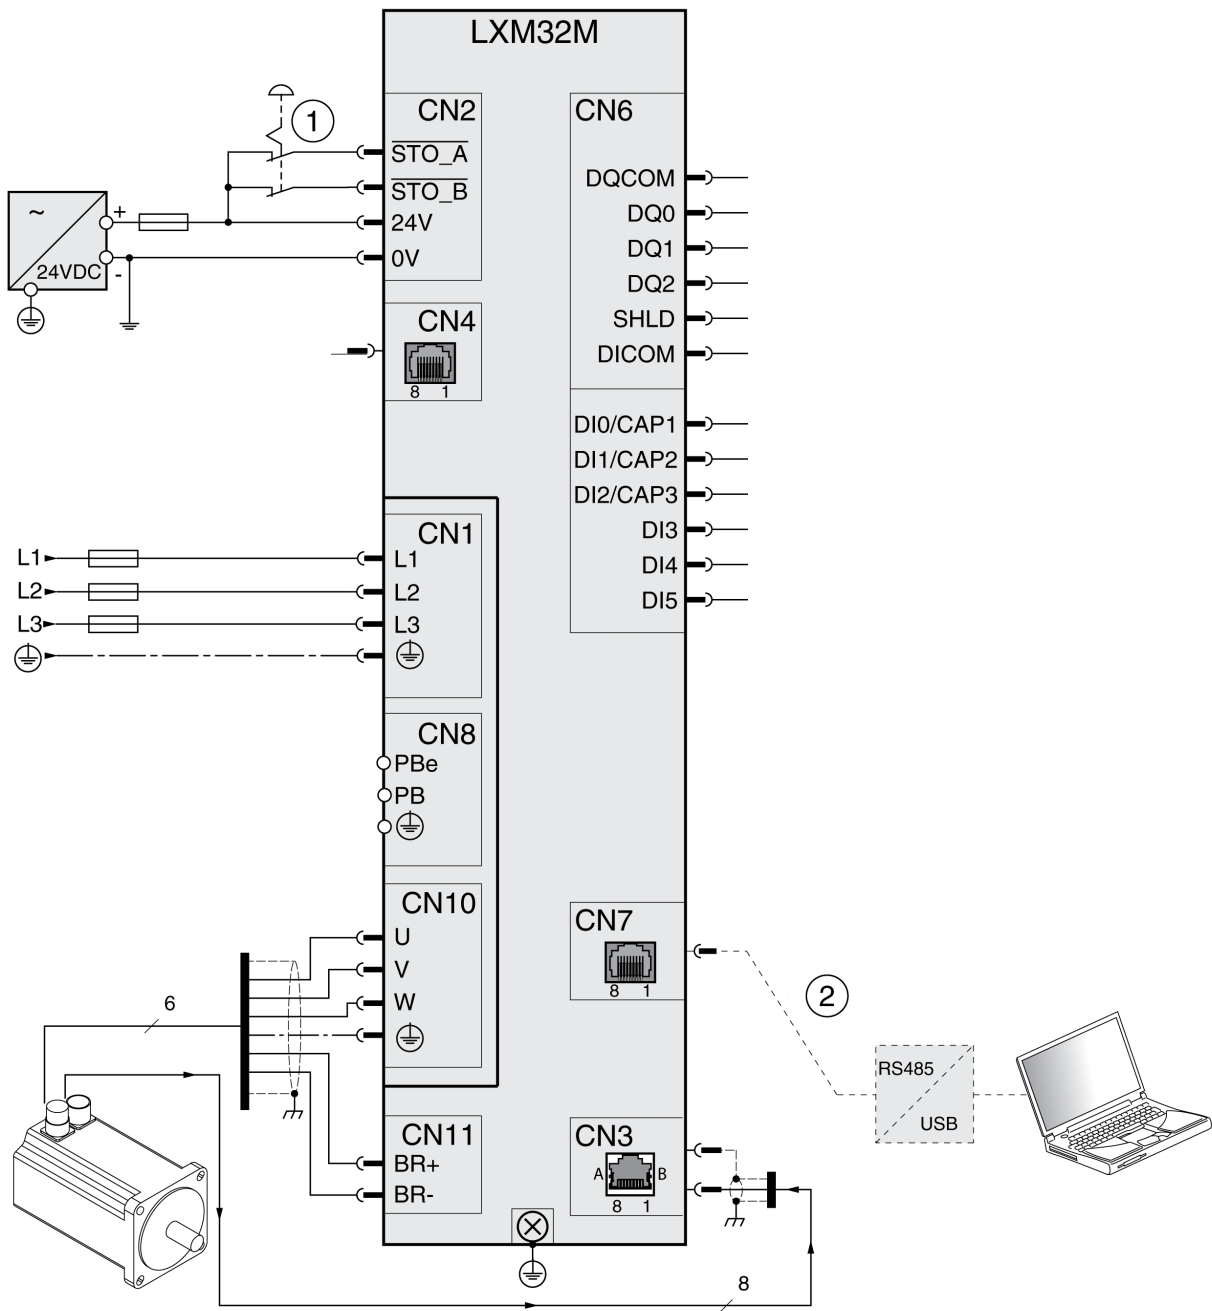 LXM32M
CN2
1
STO_A
STO_B
24V
0V
~
+
24VDC
-
CN4
8 1
CN1
L1
L1
L2
L2
L3
L3
CN8
PBe
PB
CN10
U
V
W
6
CN11
BR+
BR-
CN6
DQCOM
DQ0
DQ1
DQ2
SHLD
DICOM
DI0/CAP1
DI1/CAP2
DI2/CAP3
DI3
DI4
DI5
CN7
8 1
2
RS485
USB
CN3
A B
8 1
8